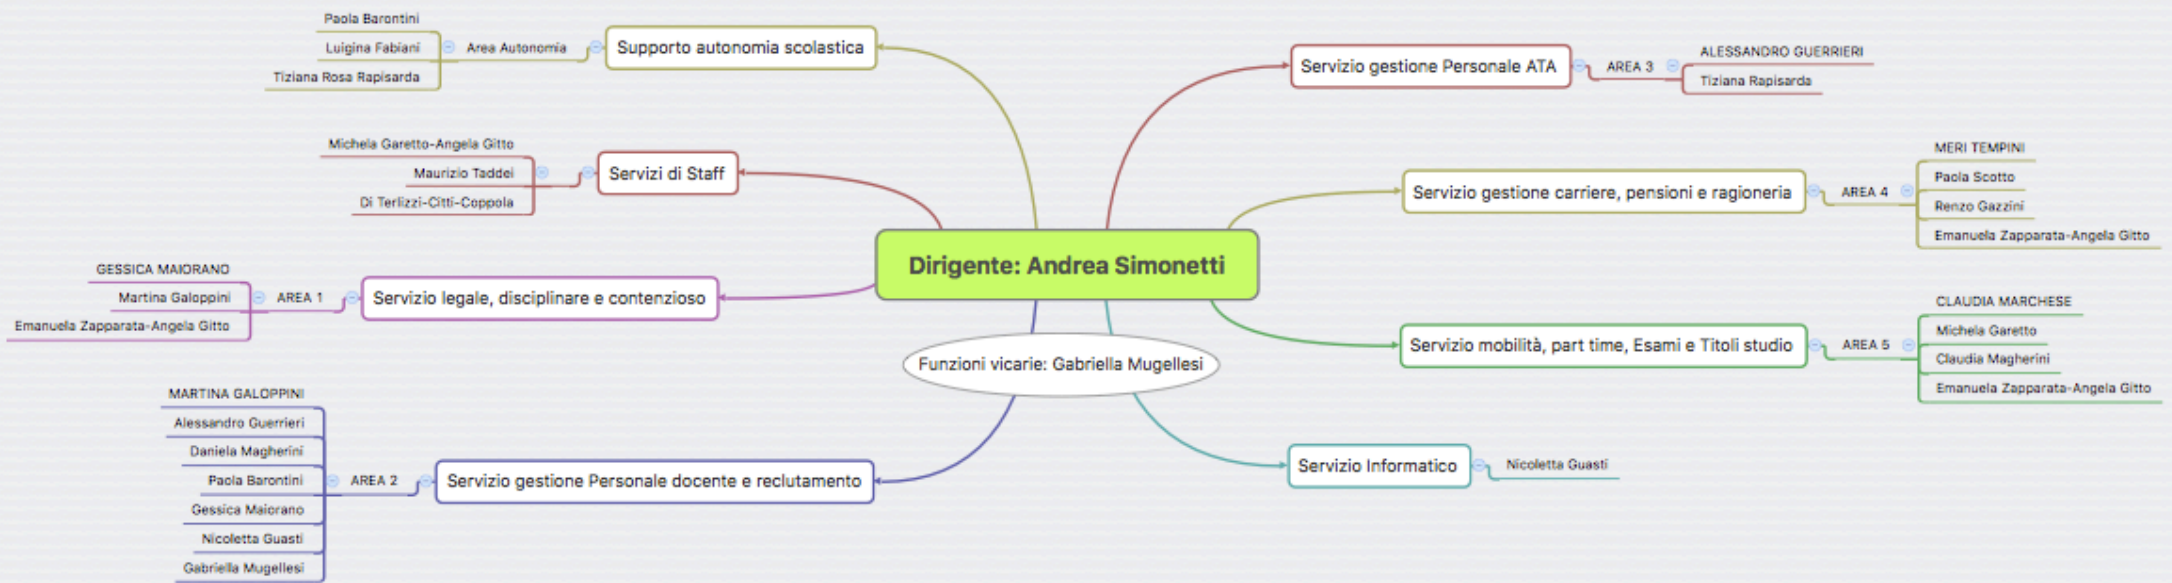 Paola Barontini
Luigina Fabiani
Tiziana Rosa Rapisarda
Area Autonomia
Supporto autonomia scolastica
Michela Garetto-Angela Gitto
Maurizio Taddei
Di Terlizzi-Citti-Coppola
Servizi di Staff
GESSICA MAIORANO
Martina Galoppini
Emanuela Zapparata-Angela Gitto
AREA 1
Servizio legale, disciplinare e contenzioso
MARTINA GALOPPINI
Alessandro Guerrieri
Daniela Magherini
Paola Barontini
Gessica Maiorano
Nicoletta Guasti
Gabriella Mugellesi
AREA 2
Servizio gestione Personale docente e reclutamento
Dirigente: Andrea Simonetti
Funzioni vicarie: Gabriella Mugellesi
Servizio gestione Personale ATA
AREA 3
ALESSANDRO GUERRIERI
Tiziana Rapisarda
Servizio gestione carriere, pensioni e ragioneria
AREA 4
MERI TEMPINI
Paola Scotto
Renzo Gazzini
Emanuela Zapparata-Angela Gitto
Servizio mobilità, part time, Esami e Titoli studio
AREA 5
CLAUDIA MARCHESE
Michela Garetto
Claudia Magherini
Emanuela Zapparata-Angela Gitto
Servizio Informatico
Nicoletta Guasti